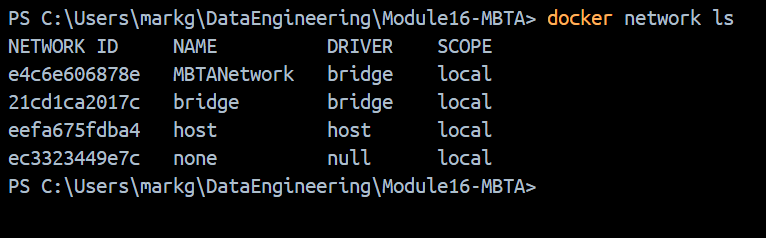 PS C:\Users\markg\DataEngineering\Module16-MBTA> docker network ls
NETWORK ID     NAME          DRIVER    SCOPE
e4c6e606878e   MBTANetwork   bridge    local
21cd1ca2017c   bridge        bridge    local
eefa675fdba4   host          host      local
ec3323449e7c   none          null      local
PS C:\Users\markg\DataEngineering\Module16-MBTA>